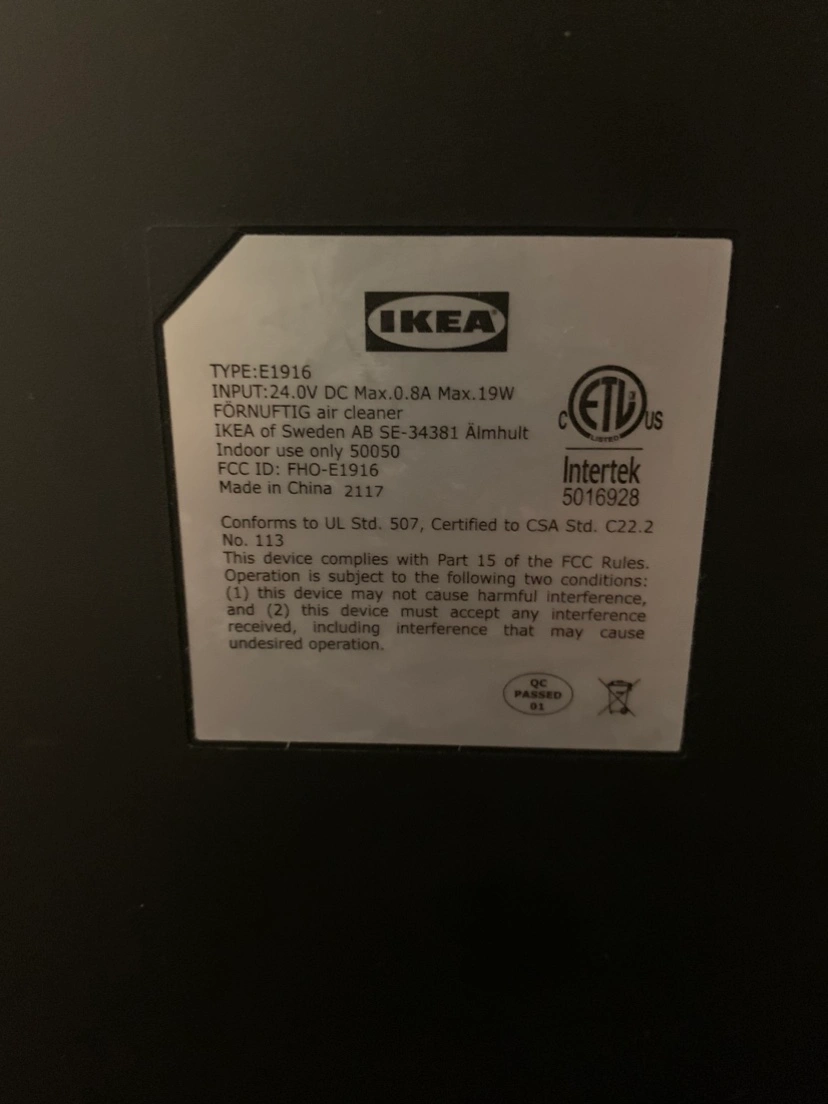 IKEA®
TYPE:E1916
INPUT:24.0V DC Max.0.8A Max.19W
FÖRNUFTIG air cleaner
IKEA of Sweden AB SE-34381 Älmhult
Indoor use only 50050
FCC ID: FHO-E1916
Made in China 2117
C ETL US
LISTED
Intertek
5016928
Conforms to UL Std. 507, Certified to CSA Std. C22.2
No. 113
This device complies with Part 15 of the FCC Rules.
Operation is subject to the following two conditions:
(1) this device may not cause harmful interference,
and (2) this device must accept any interference
received, including interference that may cause
undesired operation.
QC
PASSED
01